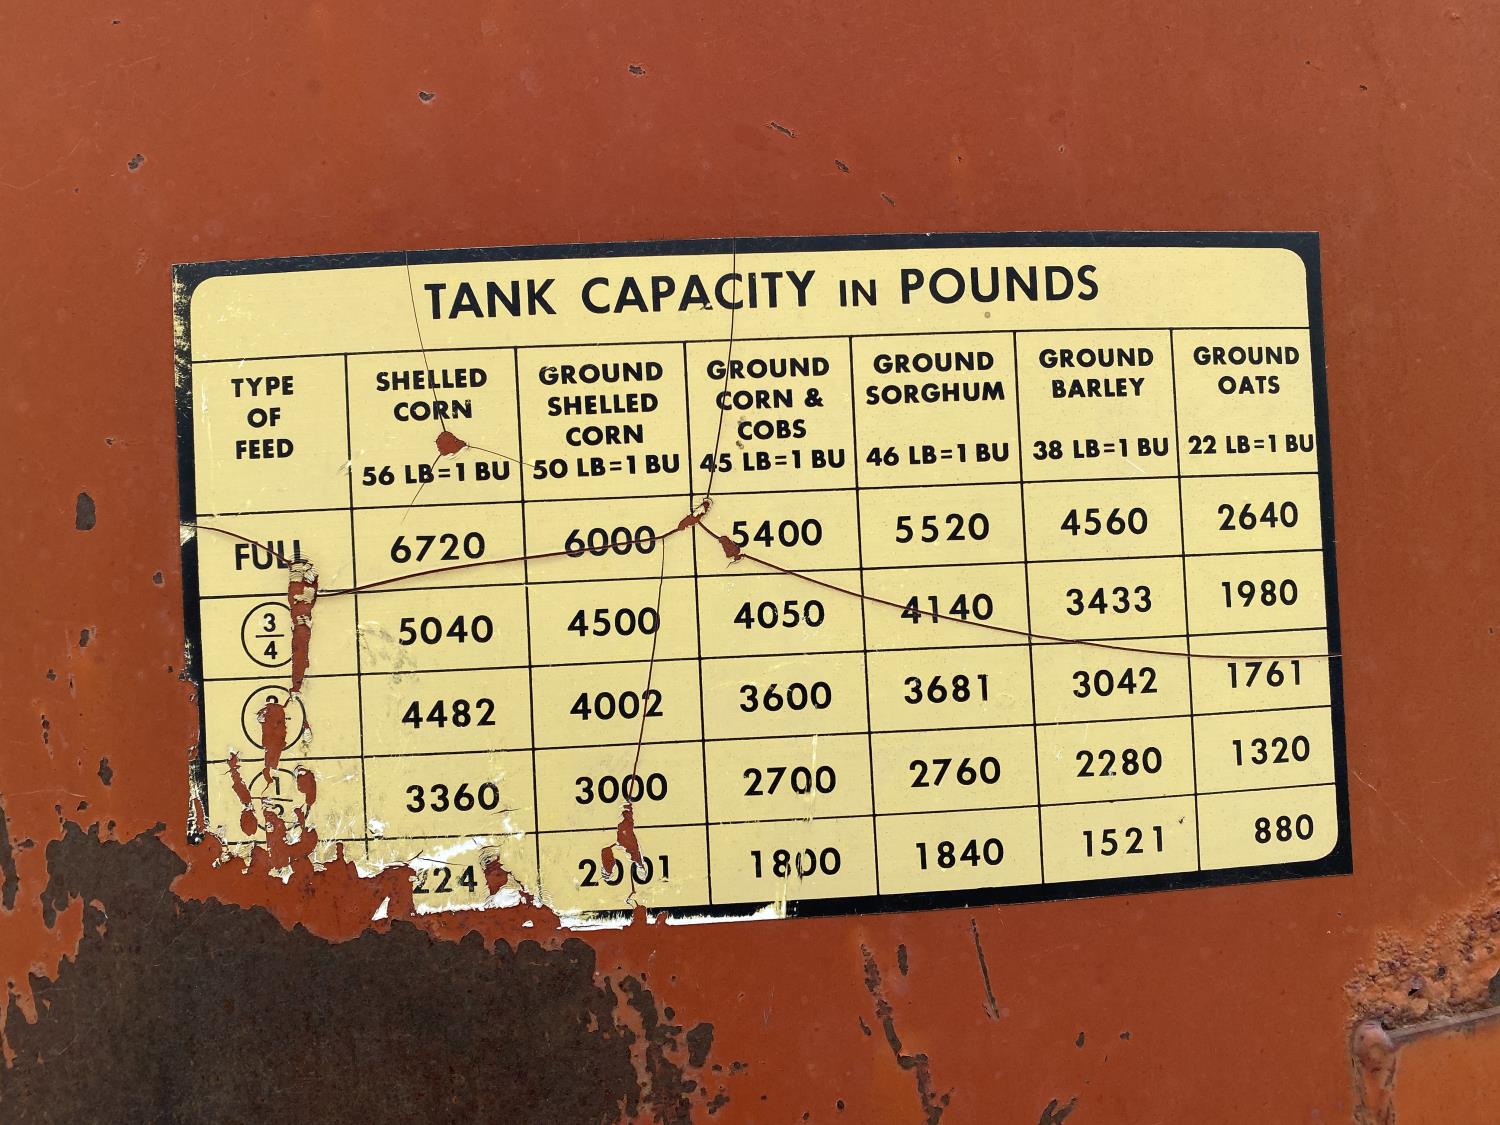 TANK CAPACITY IN POUNDS
TYPE OF FEED SHELLED CORN 56 LB=1 BU GROUND SHELLED CORN 50 LB=1 BU GROUND CORN & COBS 45 LB=1 BU GROUND SORGHUM 46 LB=1 BU GROUND BARLEY 38 LB=1 BU GROUND OATS 22 LB=1 BU
FULL 6720 6000 5400 5520 4560 2640
3/4 5040 4500 4050 4140 3433 1980
4482 4002 3600 3681 3042 1761
3360 3000 2700 2760 2280 1320
2001 1800 1840 1521 880